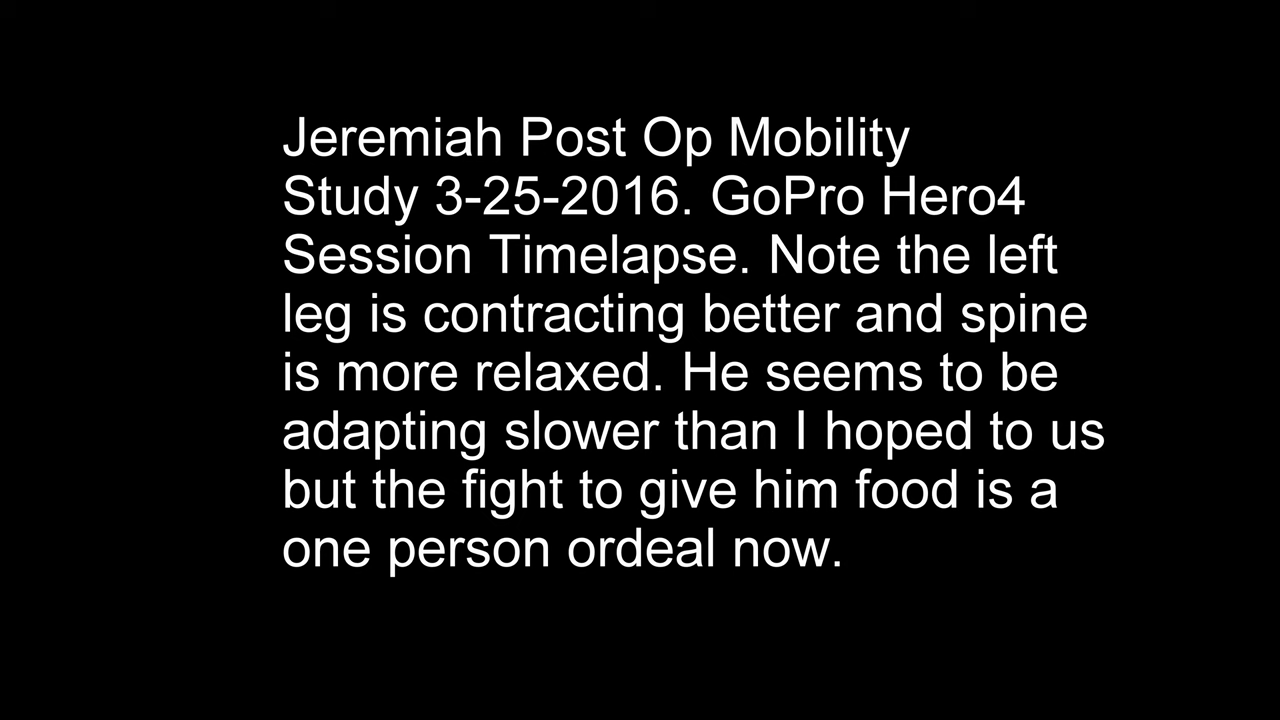 Jeremiah Post Op Mobility
Study 3-25-2016. GoPro Hero4
Session Timelapse. Note the left
leg is contracting better and spine
is more relaxed. He seems to be
adapting slower than I hoped to us
but the fight to give him food is a
one person ordeal now.